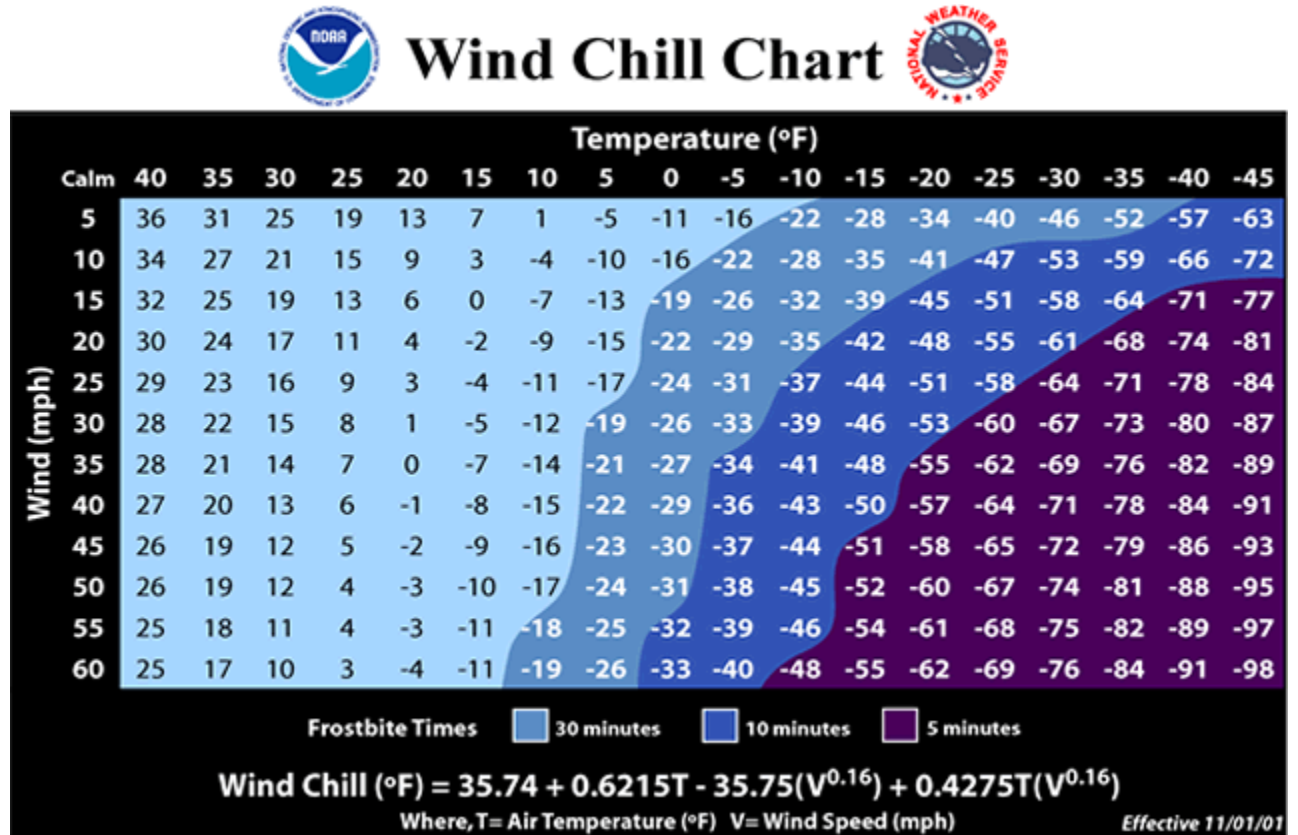 NOAA
NATIONAL OCEANIC AND ATMOSPHERIC ADMINISTRATION
U.S. DEPARTMENT OF COMMERCE
Wind Chill Chart
NATIONAL WEATHER SERVICE
Temperature (ºF)
Calm 40 35 30 25 20 15 10 5 0 -5 -10 -15 -20 -25 -30 -35 -40 -45
Wind (mph)
5 36 31 25 19 13 7 1 -5 -11 -16 -22 -28 -34 -40 -46 -52 -57 -63
10 34 27 21 15 9 3 -4 -10 -16 -22 -28 -35 -41 -47 -53 -59 -66 -72
15 32 25 19 13 6 0 -7 -13 -19 -26 -32 -39 -45 -51 -58 -64 -71 -77
20 30 24 17 11 4 -2 -9 -15 -22 -29 -35 -42 -48 -55 -61 -68 -74 -81
25 29 23 16 9 3 -4 -11 -17 -24 -31 -37 -44 -51 -58 -64 -71 -78 -84
30 28 22 15 8 1 -5 -12 -19 -26 -33 -39 -46 -53 -60 -67 -73 -80 -87
35 28 21 14 7 0 -7 -14 -21 -27 -34 -41 -48 -55 -62 -69 -76 -82 -89
40 27 20 13 6 -1 -8 -15 -22 -29 -36 -43 -50 -57 -64 -71 -78 -84 -91
45 26 19 12 5 -2 -9 -16 -23 -30 -37 -44 -51 -58 -65 -72 -79 -86 -93
50 26 19 12 4 -3 -10 -17 -24 -31 -38 -45 -52 -60 -67 -74 -81 -88 -95
55 25 18 11 4 -3 -11 -18 -25 -32 -39 -46 -54 -61 -68 -75 -82 -89 -97
60 25 17 10 3 -4 -11 -19 -26 -33 -40 -48 -55 -62 -69 -76 -84 -91 -98
Frostbite Times 30 minutes 10 minutes 5 minutes
Wind Chill (ºF) = 35.74 + 0.6215T - 35.75(V^0.16) + 0.4275T(V^0.16)
Where, T= Air Temperature (ºF) V= Wind Speed (mph)
Effective 11/01/01